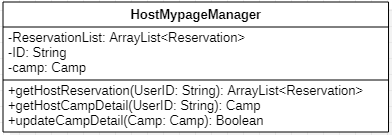 HostMypageManager
-ReservationList: ArrayList<Reservation>
-ID: String
-camp: Camp
+getHostReservation(UserID: String): ArrayList<Reservation>
+getHostCampDetail(UserID: String): Camp
+updateCampDetail(Camp: Camp): Boolean